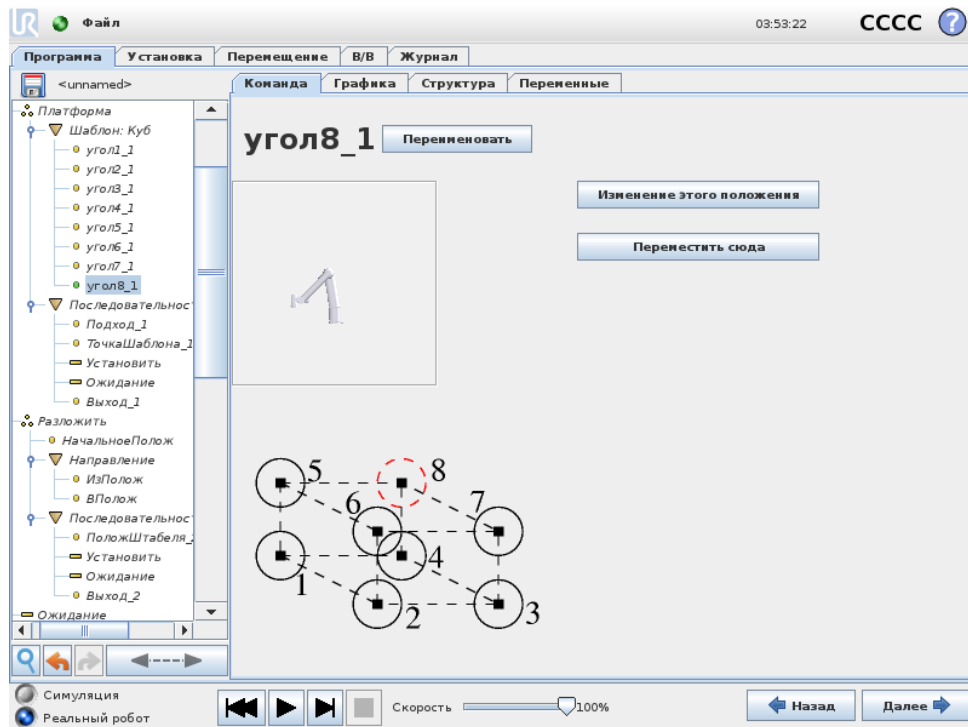 UR Файл 03:53:22 CCCC ?
Программа Установка Перемещение В/В Журнал
<unnamed> Команда Графика Структура Переменные
Платформа
Шаблон: Куб
угол1_1
угол2_1
угол3_1
угол4_1
угол5_1
угол6_1
угол7_1
угол8_1
Последовательнос
Подход_1
ТочкаШаблона_1
Установить
Ожидание
Выход_1
Разложить
НачальноеПолож
Направление
ИзПолож
ВПолож
Последовательнос
ПоложШтабеля_
Установить
Ожидание
Выход_2
Ожидание
угол8_1 Переименовать
Изменение этого положения
Переместить сюда
5 8
6 7
1 4
2 3
Симуляция
Реальный робот
Скорость 100%
Назад Далее